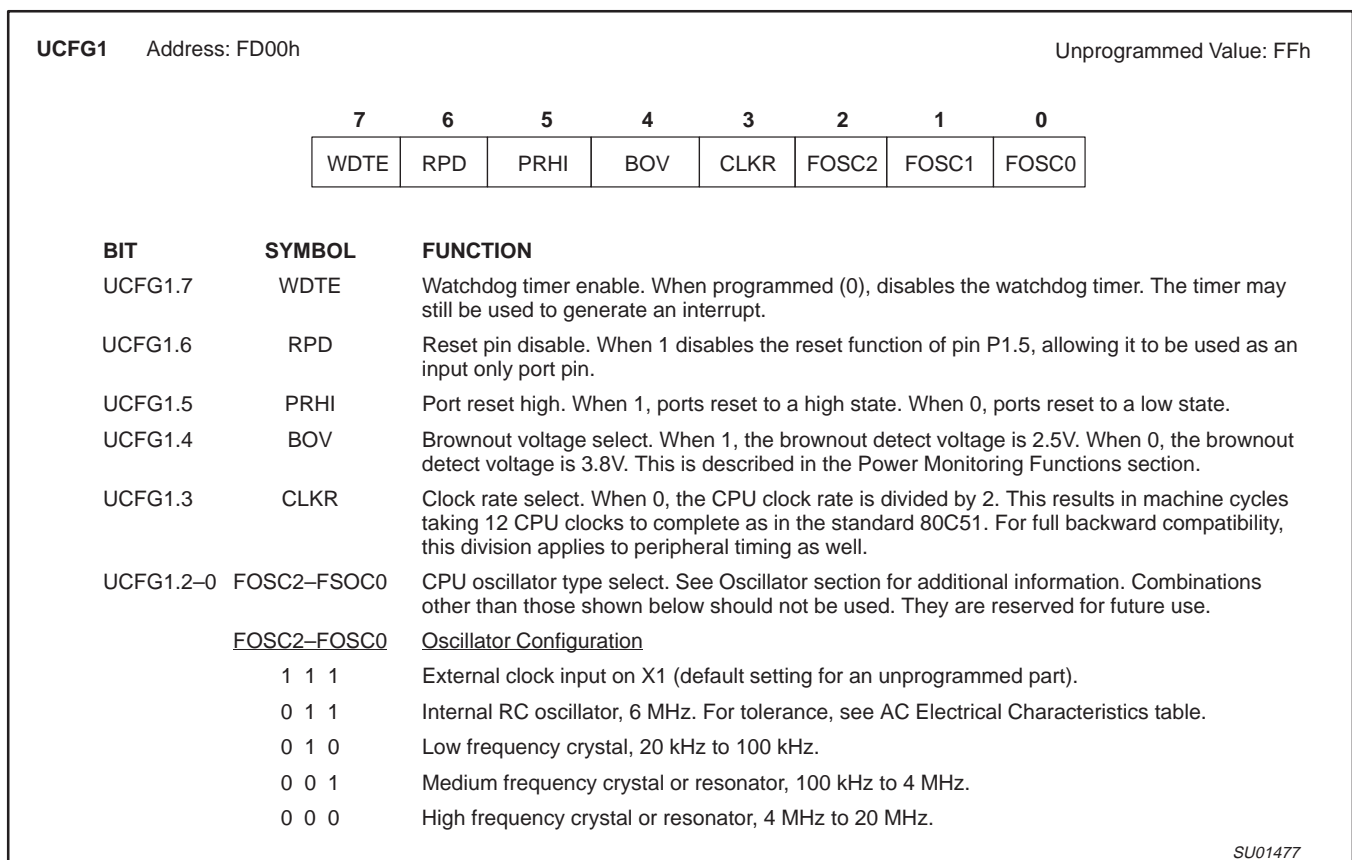 UCFG1 Address: FD00h Unprogrammed Value: FFh
7 6 5 4 3 2 1 0
WDTE RPD PRHI BOV CLKR FOSC2 FOSC1 FOSC0
BIT SYMBOL FUNCTION
UCFG1.7 WDTE Watchdog timer enable. When programmed (0), disables the watchdog timer. The timer may
still be used to generate an interrupt.
UCFG1.6 RPD Reset pin disable. When 1 disables the reset function of pin P1.5, allowing it to be used as an
input only port pin.
UCFG1.5 PRHI Port reset high. When 1, ports reset to a high state. When 0, ports reset to a low state.
UCFG1.4 BOV Brownout voltage select. When 1, the brownout detect voltage is 2.5V. When 0, the brownout
detect voltage is 3.8V. This is described in the Power Monitoring Functions section.
UCFG1.3 CLKR Clock rate select. When 0, the CPU clock rate is divided by 2. This results in machine cycles
taking 12 CPU clocks to complete as in the standard 80C51. For full backward compatibility,
this division applies to peripheral timing as well.
UCFG1.2–0 FOSC2–FSOC0 CPU oscillator type select. See Oscillator section for additional information. Combinations
other than those shown below should not be used. They are reserved for future use.
FOSC2–FOSC0 Oscillator Configuration
1 1 1 External clock input on X1 (default setting for an unprogrammed part).
0 1 1 Internal RC oscillator, 6 MHz. For tolerance, see AC Electrical Characteristics table.
0 1 0 Low frequency crystal, 20 kHz to 100 kHz.
0 0 1 Medium frequency crystal or resonator, 100 kHz to 4 MHz.
0 0 0 High frequency crystal or resonator, 4 MHz to 20 MHz.
SU01477